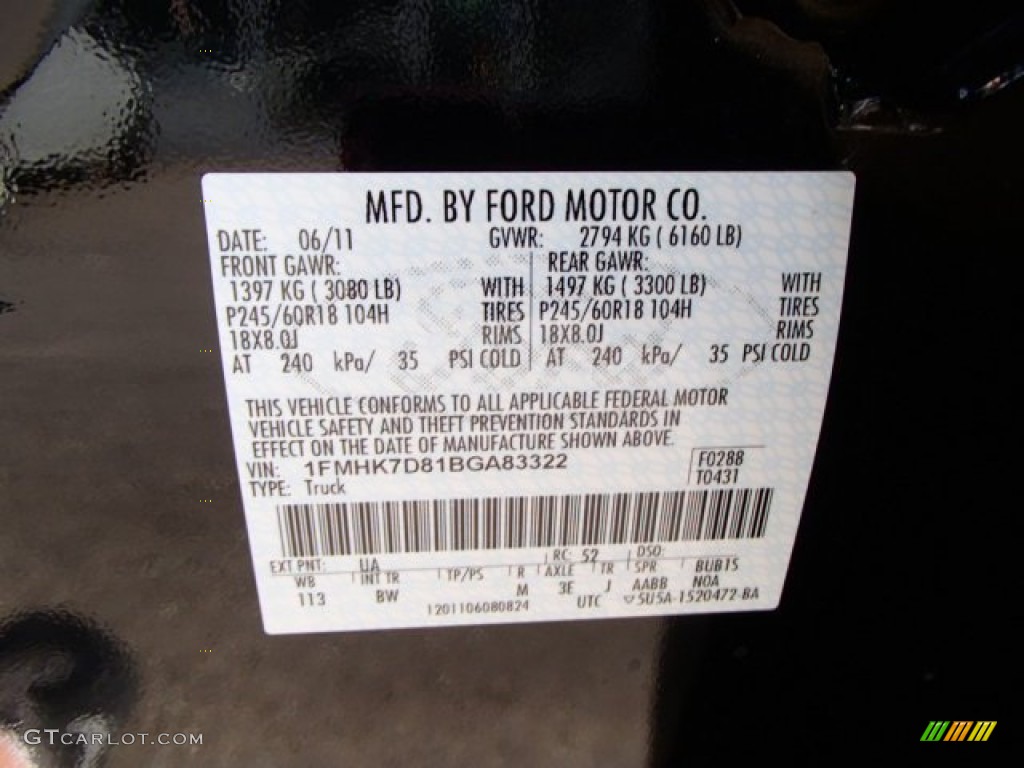 MFD. BY FORD MOTOR CO.
DATE: 06/11 GVWR: 2794 KG ( 6160 LB)
FRONT GAWR: REAR GAWR:
1397 KG ( 3080 LB) WITH 1497 KG ( 3300 LB) WITH
P245/60R18 104H TIRES P245/60R18 104H TIRES
18X8.0J RIMS 18X8.0J RIMS
AT 240 kPa/ 35 PSI COLD AT 240 kPa/ 35 PSI COLD
THIS VEHICLE CONFORMS TO ALL APPLICABLE FEDERAL MOTOR
VEHICLE SAFETY AND THEFT PREVENTION STANDARDS IN
EFFECT ON THE DATE OF MANUFACTURE SHOWN ABOVE.
VIN: 1FMHK7D81BGA83322 F0288
TYPE: Truck T0431
EXT PNT: UA RC: 52 DSO:
WB INT TR TP/PS R AXLE TR SPR BUB1S
113 BW M 3E J AABB NOA
1201106080824 UTC ▽5U5A-1520472-BA
GTCARLOT.COM